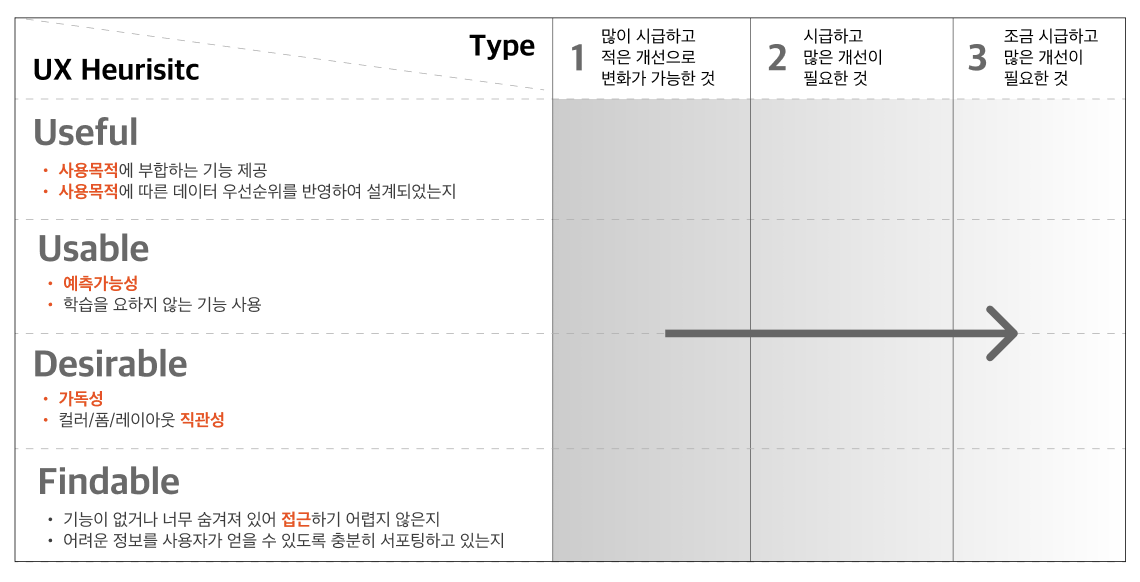 Type
UX Heurisitc
1
많이 시급하고
적은 개선으로
변화가 가능한 것
2
시급하고
많은 개선이
필요한 것
3
조금 시급하고
많은 개선이
필요한 것
Useful
• 사용목적에 부합하는 기능 제공
• 사용목적에 따른 데이터 우선순위를 반영하여 설계되었는지
Usable
• 예측가능성
• 학습을 요하지 않는 기능 사용
Desirable
• 가독성
• 컬러/폼/레이아웃 직관성
Findable
• 기능이 없거나 너무 숨겨져 있어 접근하기 어렵지 않은지
• 어려운 정보를 사용자가 얻을 수 있도록 충분히 서포팅하고 있는지